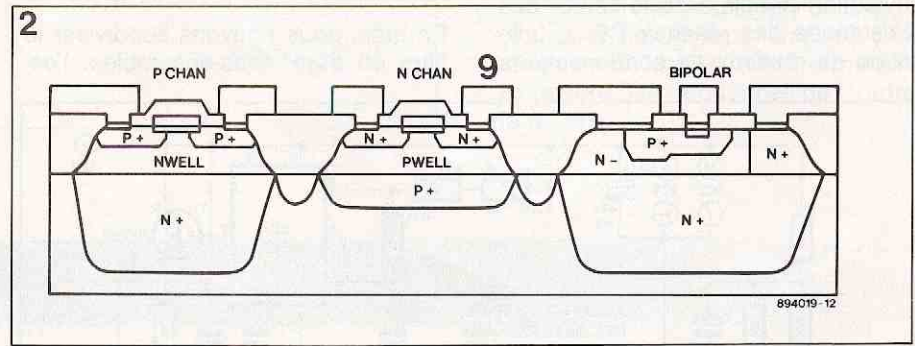 2
P CHAN N CHAN 9 BIPOLAR
P+ P+ N+ N+ N- P+ N+
NWELL PWELL
P+
N+ N+
894019-12